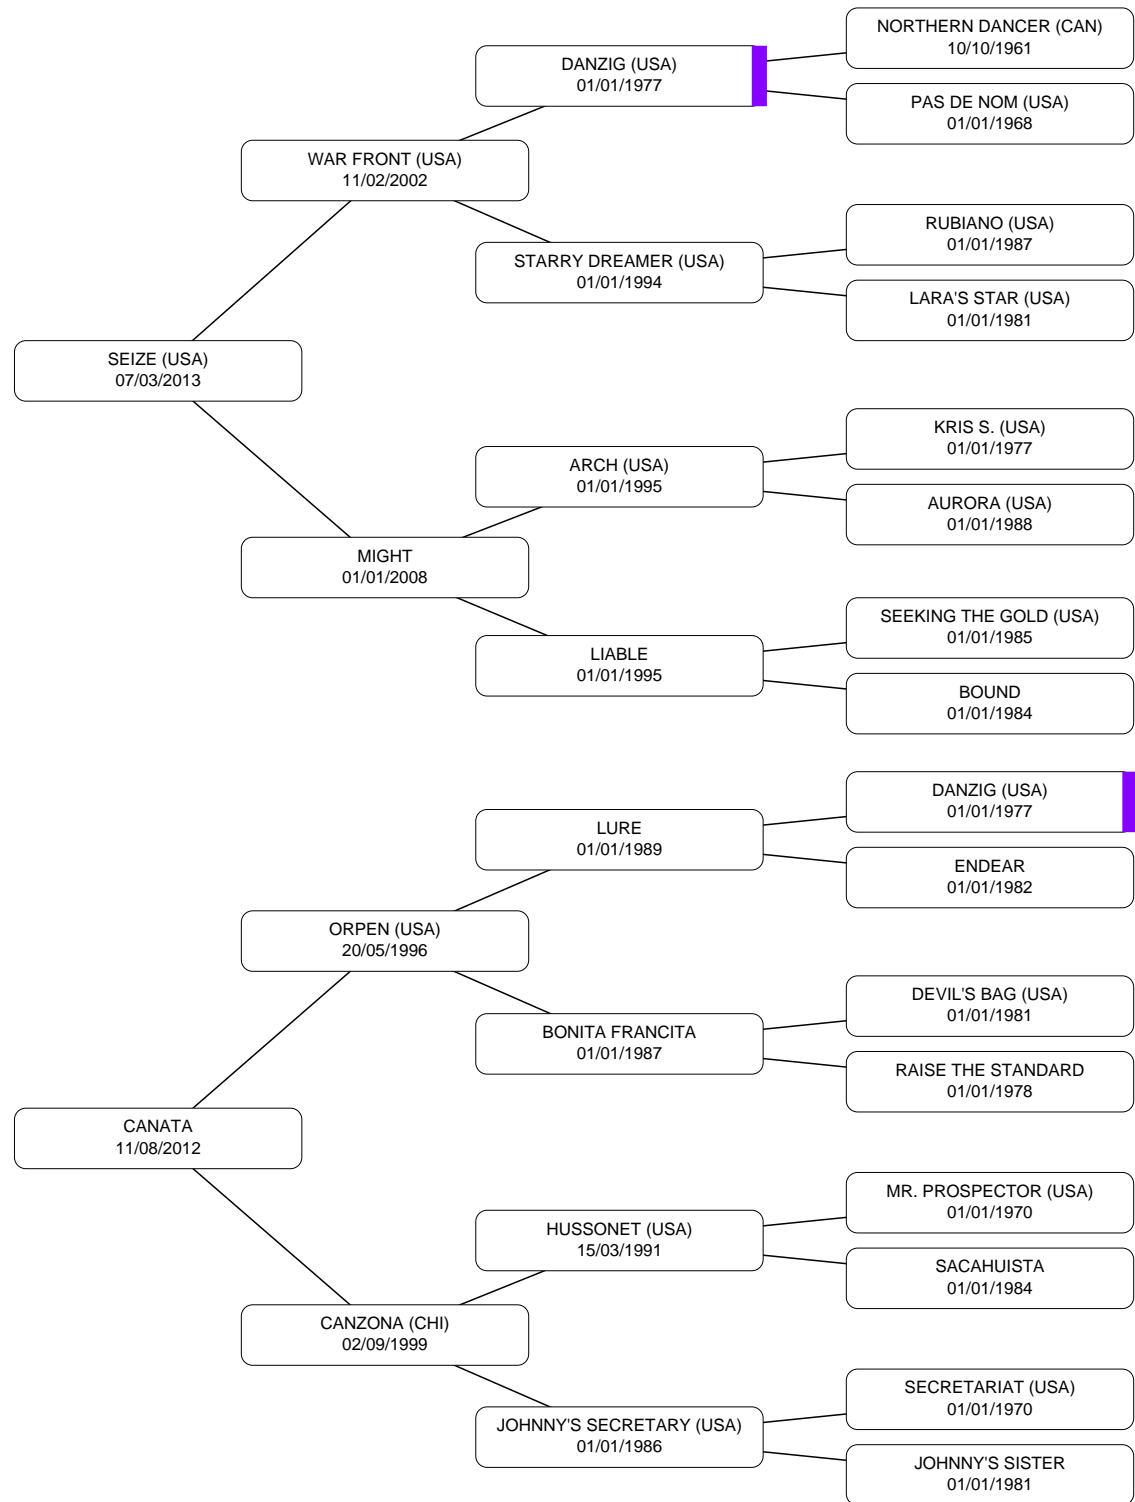 NORTHERN DANCER (CAN)
10/10/1961
DANZIG (USA)
01/01/1977
PAS DE NOM (USA)
01/01/1968
WAR FRONT (USA)
11/02/2002
RUBIANO (USA)
01/01/1987
STARRY DREAMER (USA)
01/01/1994
LARA'S STAR (USA)
01/01/1981
SEIZE (USA)
07/03/2013
KRIS S. (USA)
01/01/1977
ARCH (USA)
01/01/1995
AURORA (USA)
01/01/1988
MIGHT
01/01/2008
SEEKING THE GOLD (USA)
01/01/1985
LIABLE
01/01/1995
BOUND
01/01/1984
DANZIG (USA)
01/01/1977
LURE
01/01/1989
ENDEAR
01/01/1982
ORPEN (USA)
20/05/1996
DEVIL'S BAG (USA)
01/01/1981
BONITA FRANCITA
01/01/1987
RAISE THE STANDARD
01/01/1978
CANATA
11/08/2012
MR. PROSPECTOR (USA)
01/01/1970
HUSSONET (USA)
15/03/1991
SACAHUISTA
01/01/1984
CANZONA (CHI)
02/09/1999
SECRETARIAT (USA)
01/01/1970
JOHNNY'S SECRETARY (USA)
01/01/1986
JOHNNY'S SISTER
01/01/1981